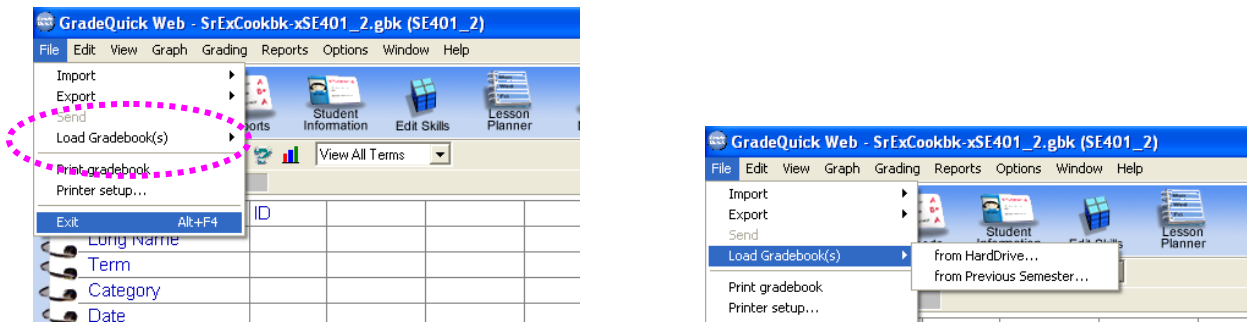 GradeQuick Web - SrExCookbk-xSE401_2.gbk (SE401_2)
File Edit View Graph Grading Reports Options Window Help
Import
Export
Send
Load Gradebook(s)
Print gradebook
Printer setup...
Exit Alt+F4
Student Information
Edit Skills
Lesson Planner
View All Terms
ID
Long Name
Term
Category
Date
GradeQuick Web - SrExCookbk-xSE401_2.gbk (SE401_2)
File Edit View Graph Grading Reports Options Window Help
Import
Export
Send
Load Gradebook(s)
Print gradebook
Printer setup...
Student
Lesson
Planner
from HardDrive...
from Previous Semester...